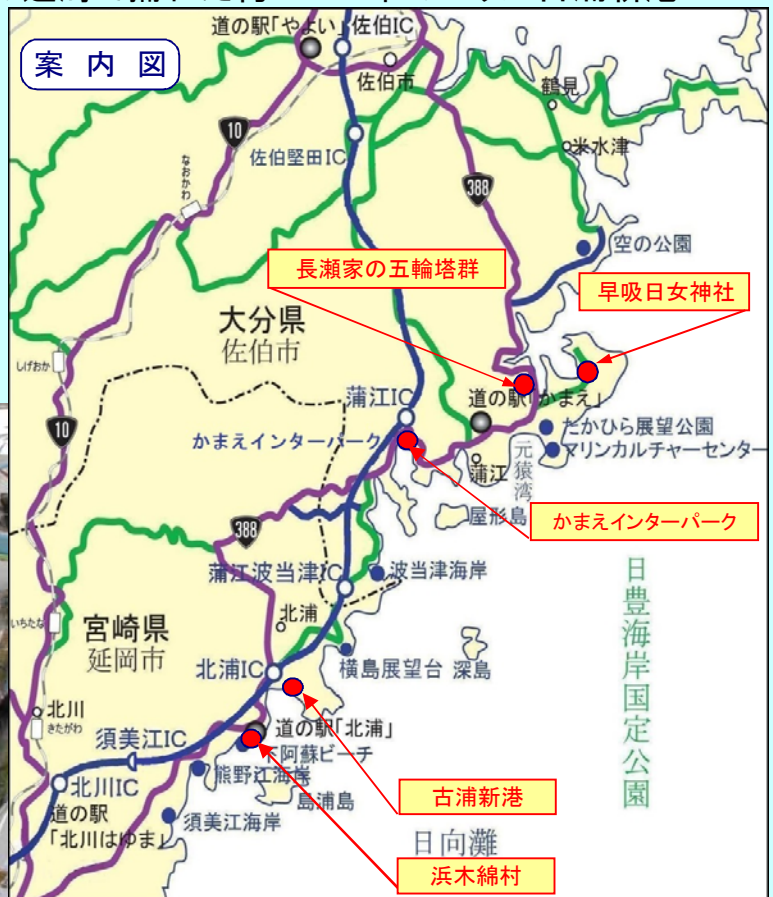 案内図
道の駅「やよい」
佐伯IC
佐伯市
鶴見
米水津
10
佐伯堅田IC
388
なおかわ
空の公園
長瀬家の五輪塔群
早吸日女神社
大分県
佐伯市
しげおか
蒲江IC
道の駅「かまえ」
10
かまえインターパーク
たかひら展望公園
マリンカルチャーセンター
蒲江
元猿湾
屋形島
かまえインターパーク
388
蒲江波当津IC
波当津海岸
日豊海岸国定公園
いちたな
宮崎県
延岡市
北浦
北浦IC
横島展望台
深島
北川
きたがわ
須美江IC
道の駅「北浦」
下阿蘇ビーチ
北川IC
熊野江海岸
島浦島
古浦新港
道の駅
「北川はゆま」
須美江海岸
日向灘
浜木綿村